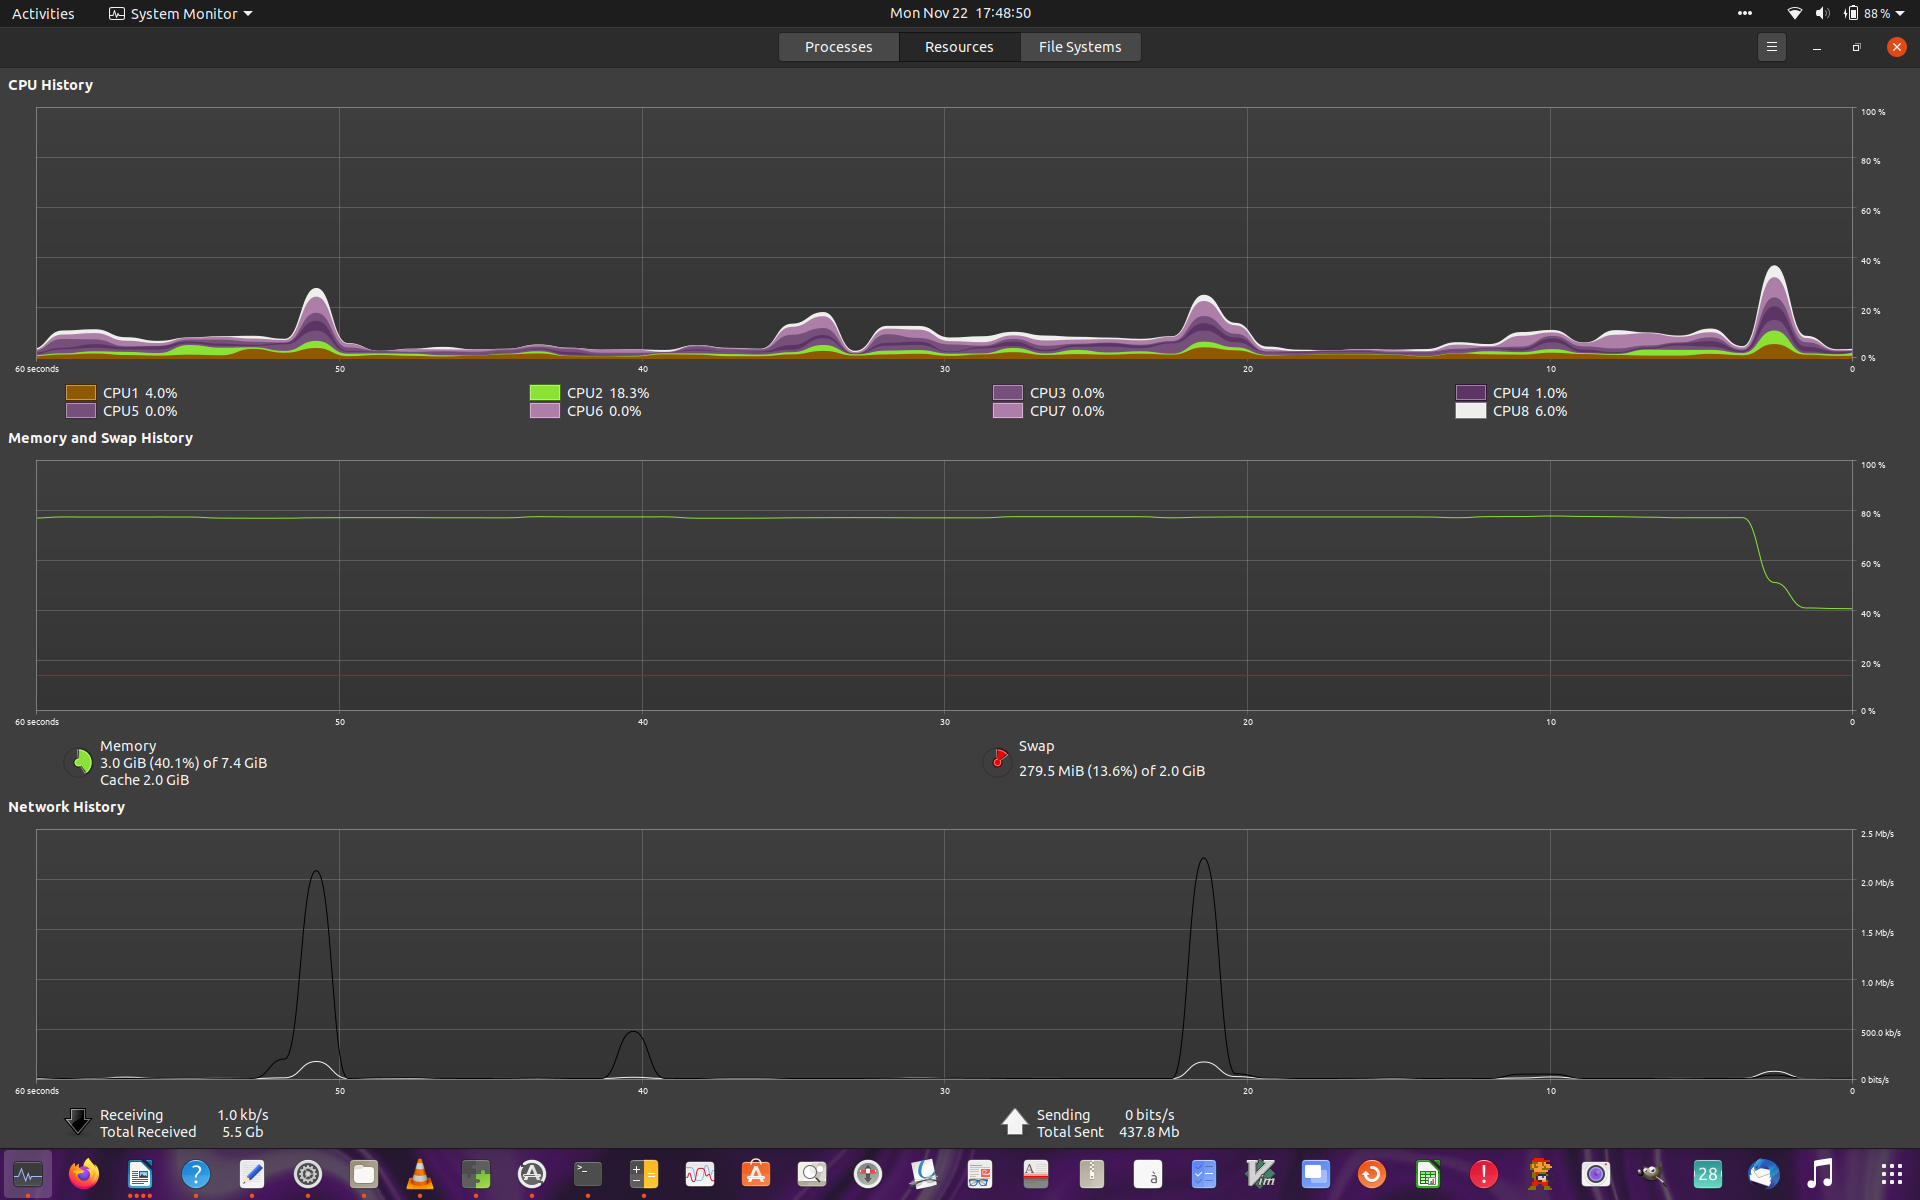 Activities System Monitor Mon Nov 22 17:48:50 88 %
Processes Resources File Systems
CPU History
100 %
80 %
60 %
40 %
20 %
0 %
60 seconds 50 40 30 20 10 0
CPU1 4.0% CPU2 18.3% CPU3 0.0% CPU4 1.0%
CPU5 0.0% CPU6 0.0% CPU7 0.0% CPU8 6.0%
Memory and Swap History
100 %
80 %
60 %
40 %
20 %
0 %
60 seconds 50 40 30 20 10 0
Memory
3.0 GiB (40.1%) of 7.4 GiB
Cache 2.0 GiB
Swap
279.5 MiB (13.6%) of 2.0 GiB
Network History
2.5 Mb/s
2.0 Mb/s
1.5 Mb/s
1.0 Mb/s
500.0 kb/s
0 bits/s
60 seconds 50 40 30 20 10 0
Receiving 1.0 kb/s
Total Received 5.5 Gb
Sending 0 bits/s
Total Sent 437.8 Mb
? >_ A à Vim ! 28